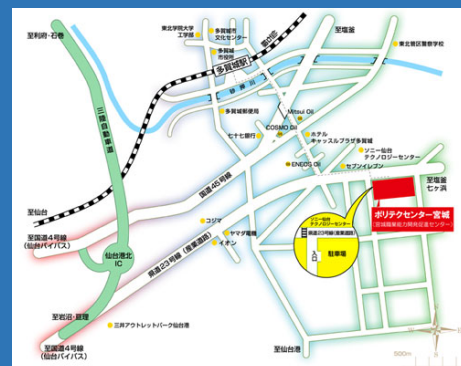 至利府・石巻
東北学院大学
工学部
多賀城市
文化センター
多賀城
市役所
至塩釜
東北管区警察学校
多賀城駅
JR仙石線
砂押川
三陸自動車道
多賀城郵便局
Mitsui Oil
COSMO Oil
七十七銀行
ホテル
キャッスルプラザ多賀城
ENEOS Oil
ソニー仙台
テクノロジーセンター
セブンイレブン
国道45号線
至塩釜
七ヶ浜
至仙台
ポリテクセンター宮城
(宮城職業能力開発促進センター)
至国道4号線
(仙台バイパス)
仙台港北
IC
コジマ
ヤマダ電機
イオン
県道23号線(産業道路)
ソニー仙台
テクノロジーセンター
県道23号線(産業道路)
入口
駐車場
至岩沼・亘理
三井アウトレットパーク仙台港
至国道4号線
(仙台バイパス)
至仙台港
500m